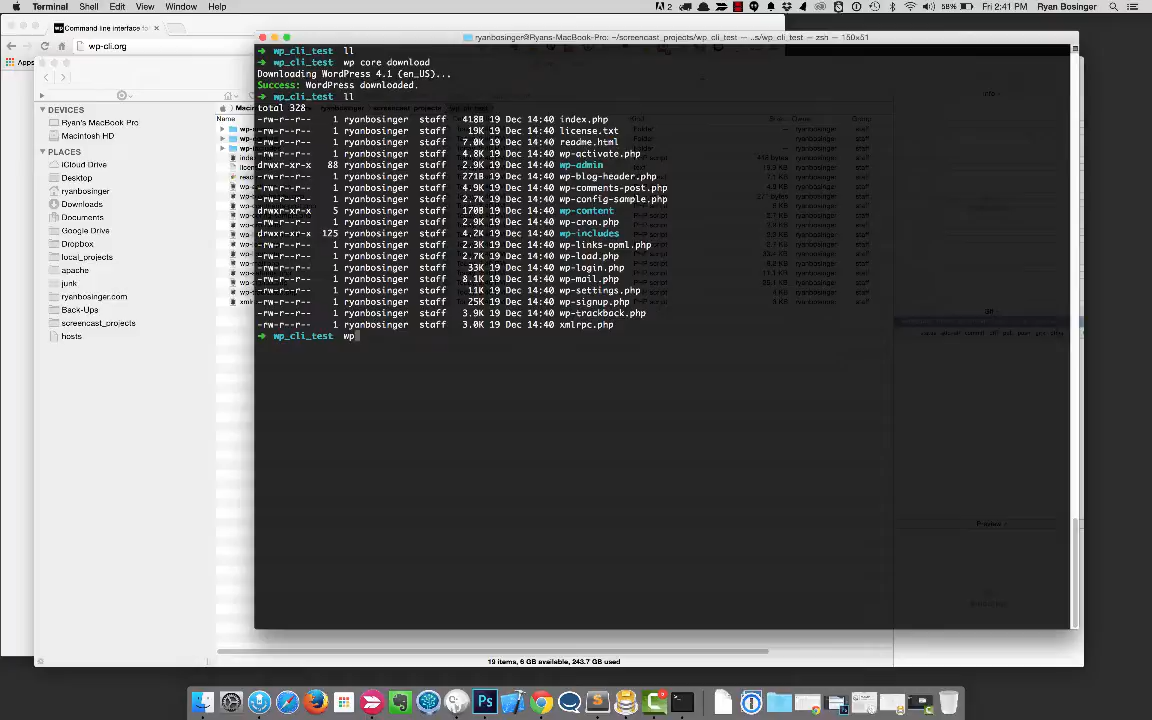 Terminal Shell Edit View Window Help
2 58% Fri 2:41 PM Ryan Bosinger
Command line interface fo
wp-cli.org
Apps
ryanbosinger@Ryans-MacBook-Pro: ~/screencast_projects/wp_cli_test — ..s/wp_cli_test — zsh — 150x51
DEVICES
Ryan's MacBook Pro
Macintosh HD
PLACES
iCloud Drive
Desktop
ryanbosinger
Downloads
Documents
Google Drive
Dropbox
local_projects
apache
junk
ryanbosinger.com
Back-Ups
screencast_projects
hosts
Name
wp_cli_test ll
wp_cli_test wp core download
Downloading WordPress 4.1 (en_US)...
Success: WordPress downloaded.
wp_cli_test ll
total 328
-rw-r--r-- 1 ryanbosinger staff 418B 19 Dec 14:40 index.php
-rw-r--r-- 1 ryanbosinger staff 19K 19 Dec 14:40 license.txt
-rw-r--r-- 1 ryanbosinger staff 7.0K 19 Dec 14:40 readme.html
-rw-r--r-- 1 ryanbosinger staff 4.8K 19 Dec 14:40 wp-activate.php
drwxr-xr-x 88 ryanbosinger staff 2.9K 19 Dec 14:40 wp-admin
-rw-r--r-- 1 ryanbosinger staff 271B 19 Dec 14:40 wp-blog-header.php
-rw-r--r-- 1 ryanbosinger staff 4.9K 19 Dec 14:40 wp-comments-post.php
-rw-r--r-- 1 ryanbosinger staff 2.7K 19 Dec 14:40 wp-config-sample.php
drwxr-xr-x 5 ryanbosinger staff 170B 19 Dec 14:40 wp-content
-rw-r--r-- 1 ryanbosinger staff 2.9K 19 Dec 14:40 wp-cron.php
drwxr-xr-x 125 ryanbosinger staff 4.2K 19 Dec 14:40 wp-includes
-rw-r--r-- 1 ryanbosinger staff 2.3K 19 Dec 14:40 wp-links-opml.php
-rw-r--r-- 1 ryanbosinger staff 2.7K 19 Dec 14:40 wp-load.php
-rw-r--r-- 1 ryanbosinger staff 33K 19 Dec 14:40 wp-login.php
-rw-r--r-- 1 ryanbosinger staff 8.1K 19 Dec 14:40 wp-mail.php
-rw-r--r-- 1 ryanbosinger staff 11K 19 Dec 14:40 wp-settings.php
-rw-r--r-- 1 ryanbosinger staff 25K 19 Dec 14:40 wp-signup.php
-rw-r--r-- 1 ryanbosinger staff 3.9K 19 Dec 14:40 wp-trackback.php
-rw-r--r-- 1 ryanbosinger staff 3.0K 19 Dec 14:40 xmlrpc.php
wp_cli_test wp
Preview
19 items, 6 GB available, 243.7 GB used